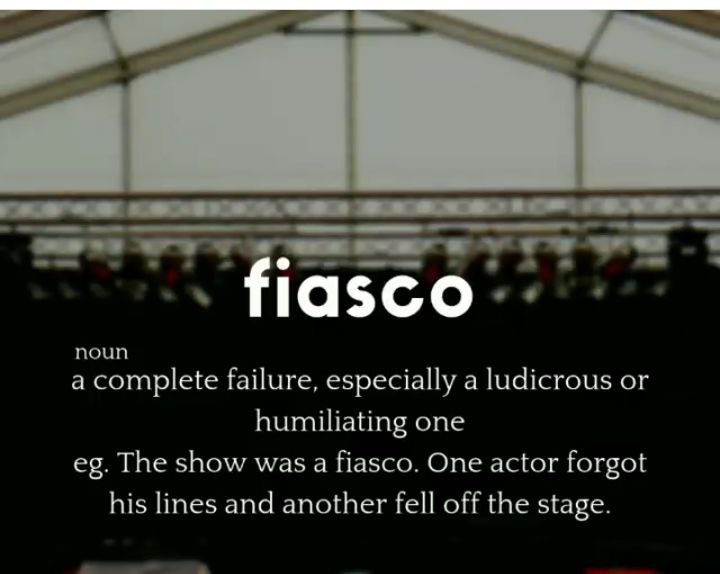 fiasco
noun
a complete failure, especially a ludicrous or
humiliating one
eg. The show was a fiasco. One actor forgot
his lines and another fell off the stage.